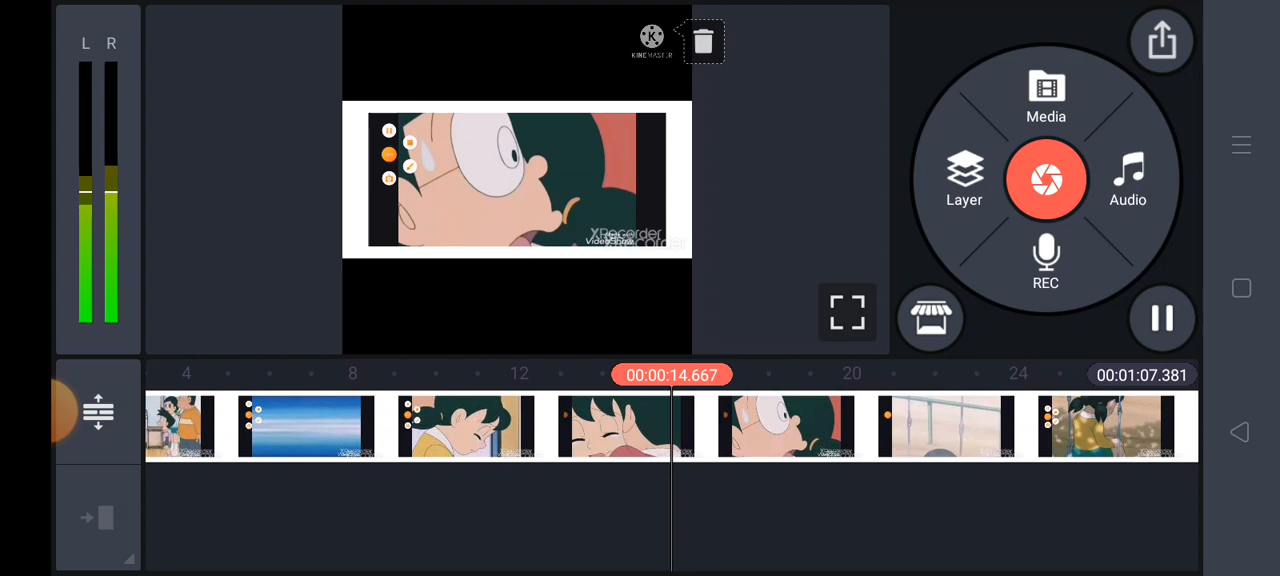 L R
KINEMASTER
Media
Layer
Audio
REC
XRecorder
VideoShow
4 8 12 20 24
00:00:14.667
00:01:07.381